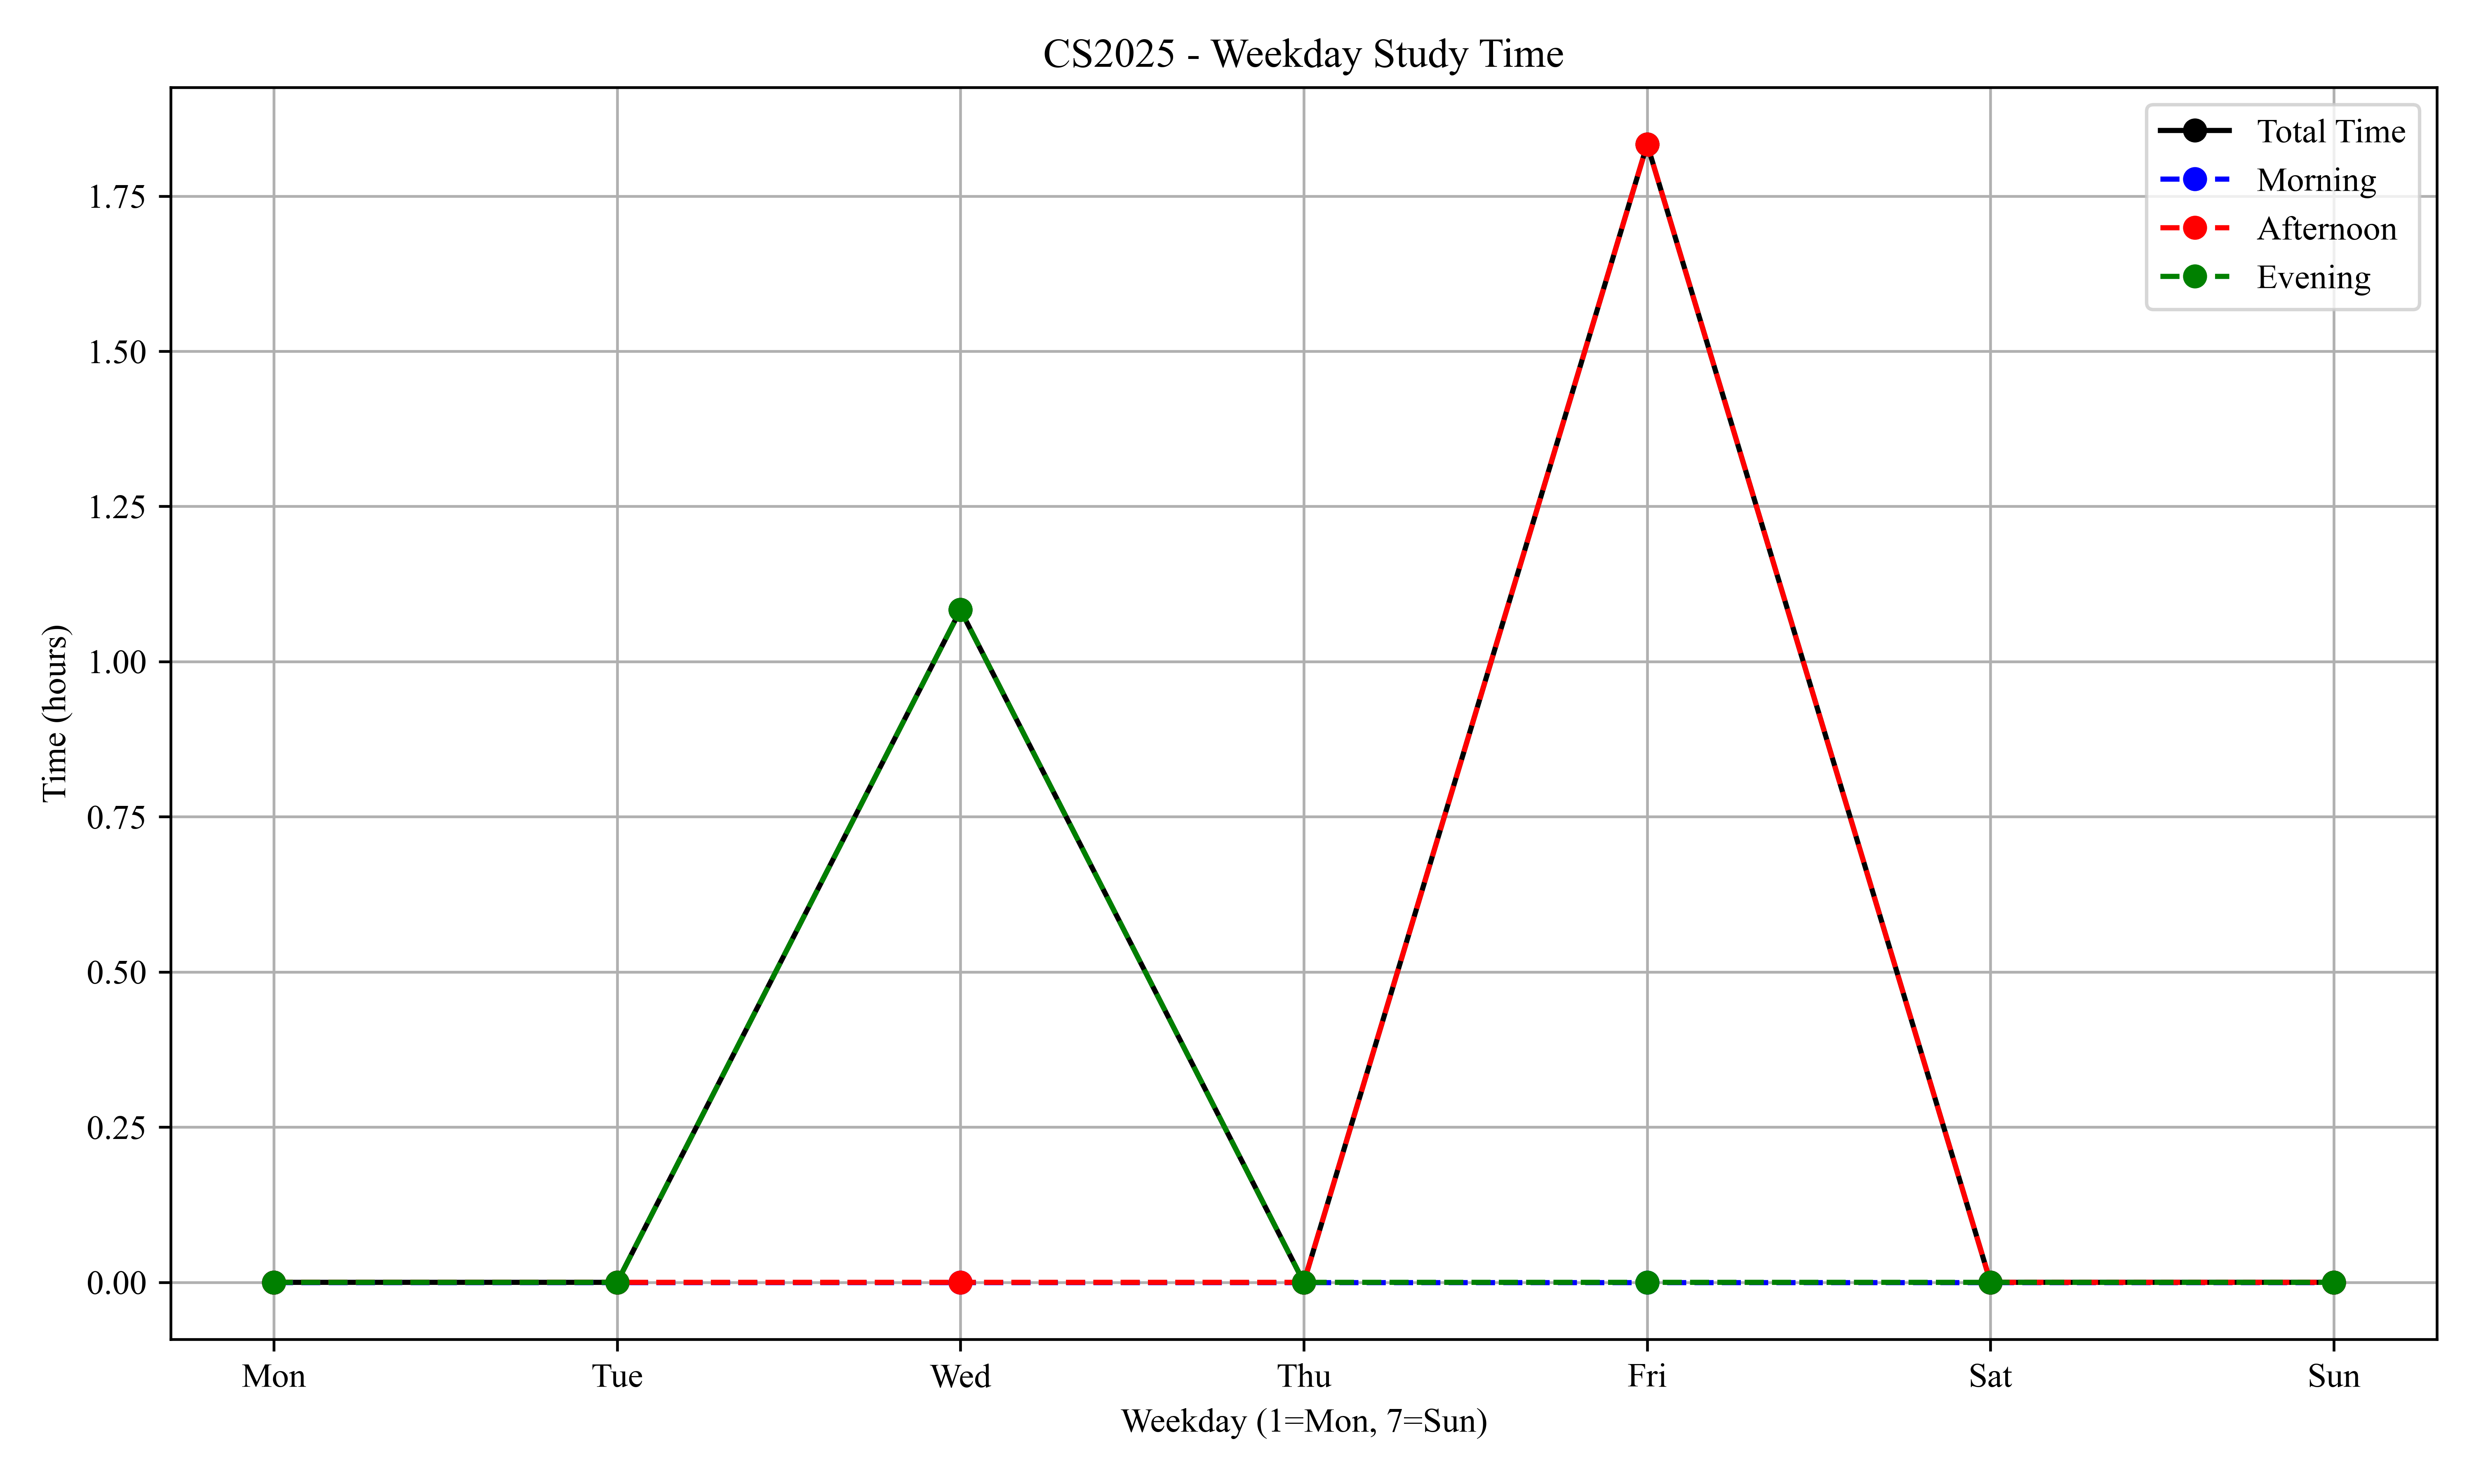 CS2025 - Weekday Study Time
Total Time
Morning
Afternoon
Evening
1.75
1.50
1.25
1.00
0.75
0.50
0.25
0.00
Time (hours)
Mon Tue Wed Thu Fri Sat Sun
Weekday (1=Mon, 7=Sun)